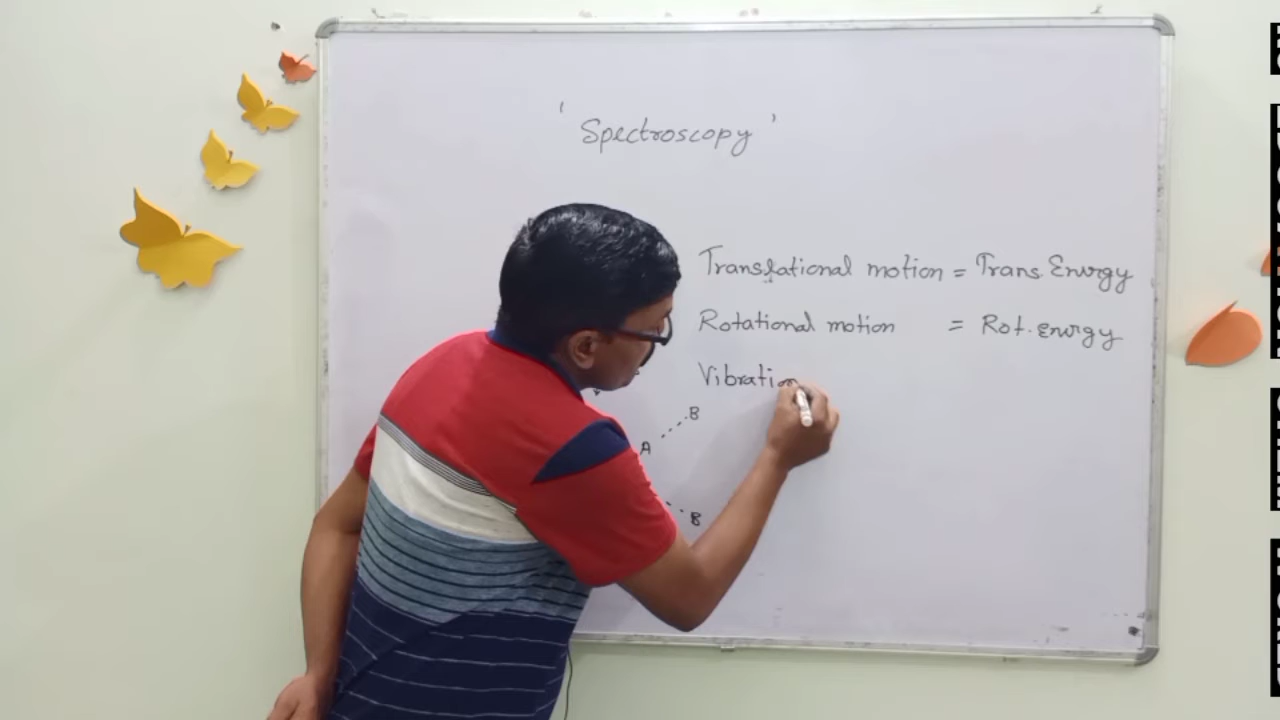 ' Spectroscopy '
Translational motion = Trans. Energy
Rotational motion = Rot. energy
Vibration
B
A
B